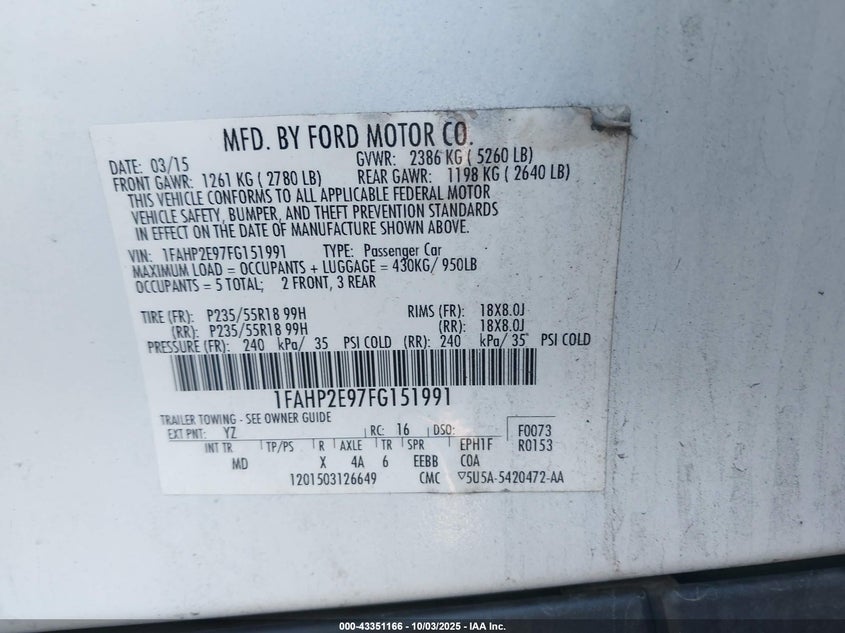 MFD. BY FORD MOTOR CO.
DATE: 03/15 GVWR: 2386 KG ( 5260 LB)
FRONT GAWR: 1261 KG ( 2780 LB) REAR GAWR: 1198 KG ( 2640 LB)
THIS VEHICLE CONFORMS TO ALL APPLICABLE FEDERAL MOTOR
VEHICLE SAFETY, BUMPER, AND THEFT PREVENTION STANDARDS
IN EFFECT ON THE DATE OF MANUFACTURE SHOWN ABOVE.
VIN: 1FAHP2E97FG151991 TYPE: Passenger Car
MAXIMUM LOAD = OCCUPANTS + LUGGAGE = 430KG/ 950LB
OCCUPANTS = 5 TOTAL; 2 FRONT, 3 REAR
TIRE (FR): P235/55R18 99H RIMS (FR): 18X8.0J
(RR): P235/55R18 99H (RR): 18X8.0J
PRESSURE (FR): 240 kPa/ 35 PSI COLD (RR): 240 kPa/ 35 PSI COLD
1FAHP2E97FG151991
TRAILER TOWING - SEE OWNER GUIDE
EXT PNT: YZ RC: 16 DSO: F0073
INT TR TP/PS R AXLE TR SPR EPH1F R0153
MD X 4A 6 EEBB COA
1201503126649 CMC ▽5U5A-5420472-AA
000-43351166 - 10/03/2025 - IAA Inc.